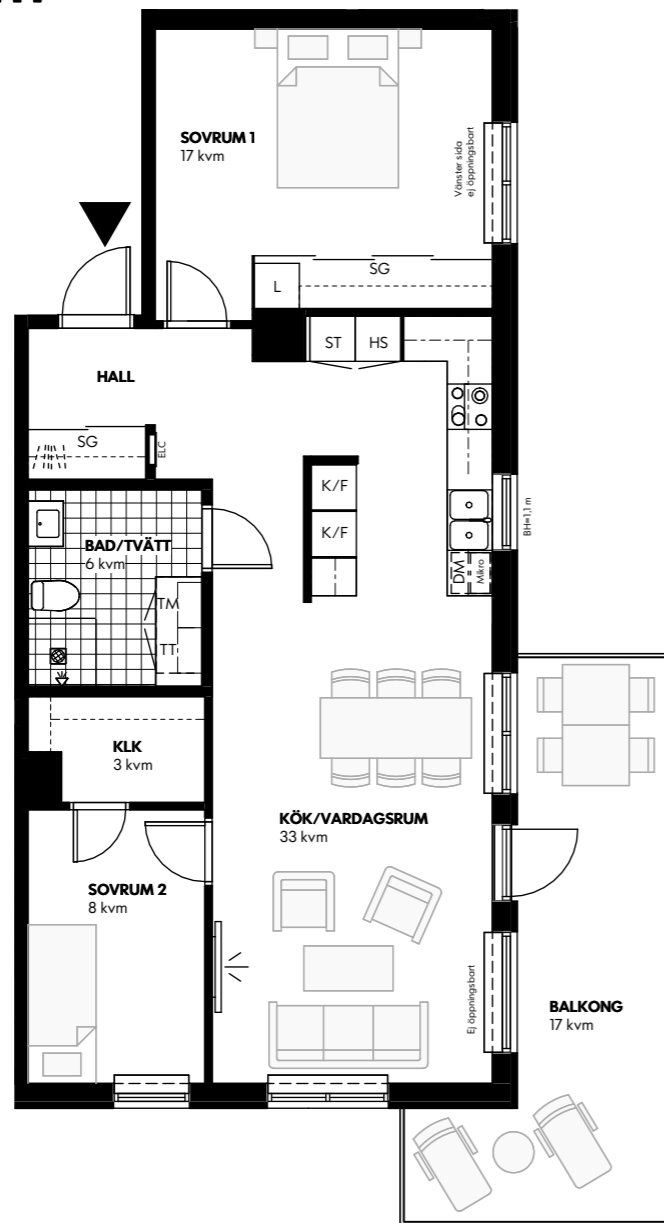 SOVRUM 1
17 kvm
Vänster sida
ej öppningsbart
SG
L
ST
HS
HALL
SG
ELC
K/F
K/F
BH=1,1 m
BAD/TVÄTT
6 kvm
DM
Mikro
TM
TT
KLK
3 kvm
KÖK/VARDAGSRUM
33 kvm
SOVRUM 2
8 kvm
Ej öppningsbart
BALKONG
17 kvm